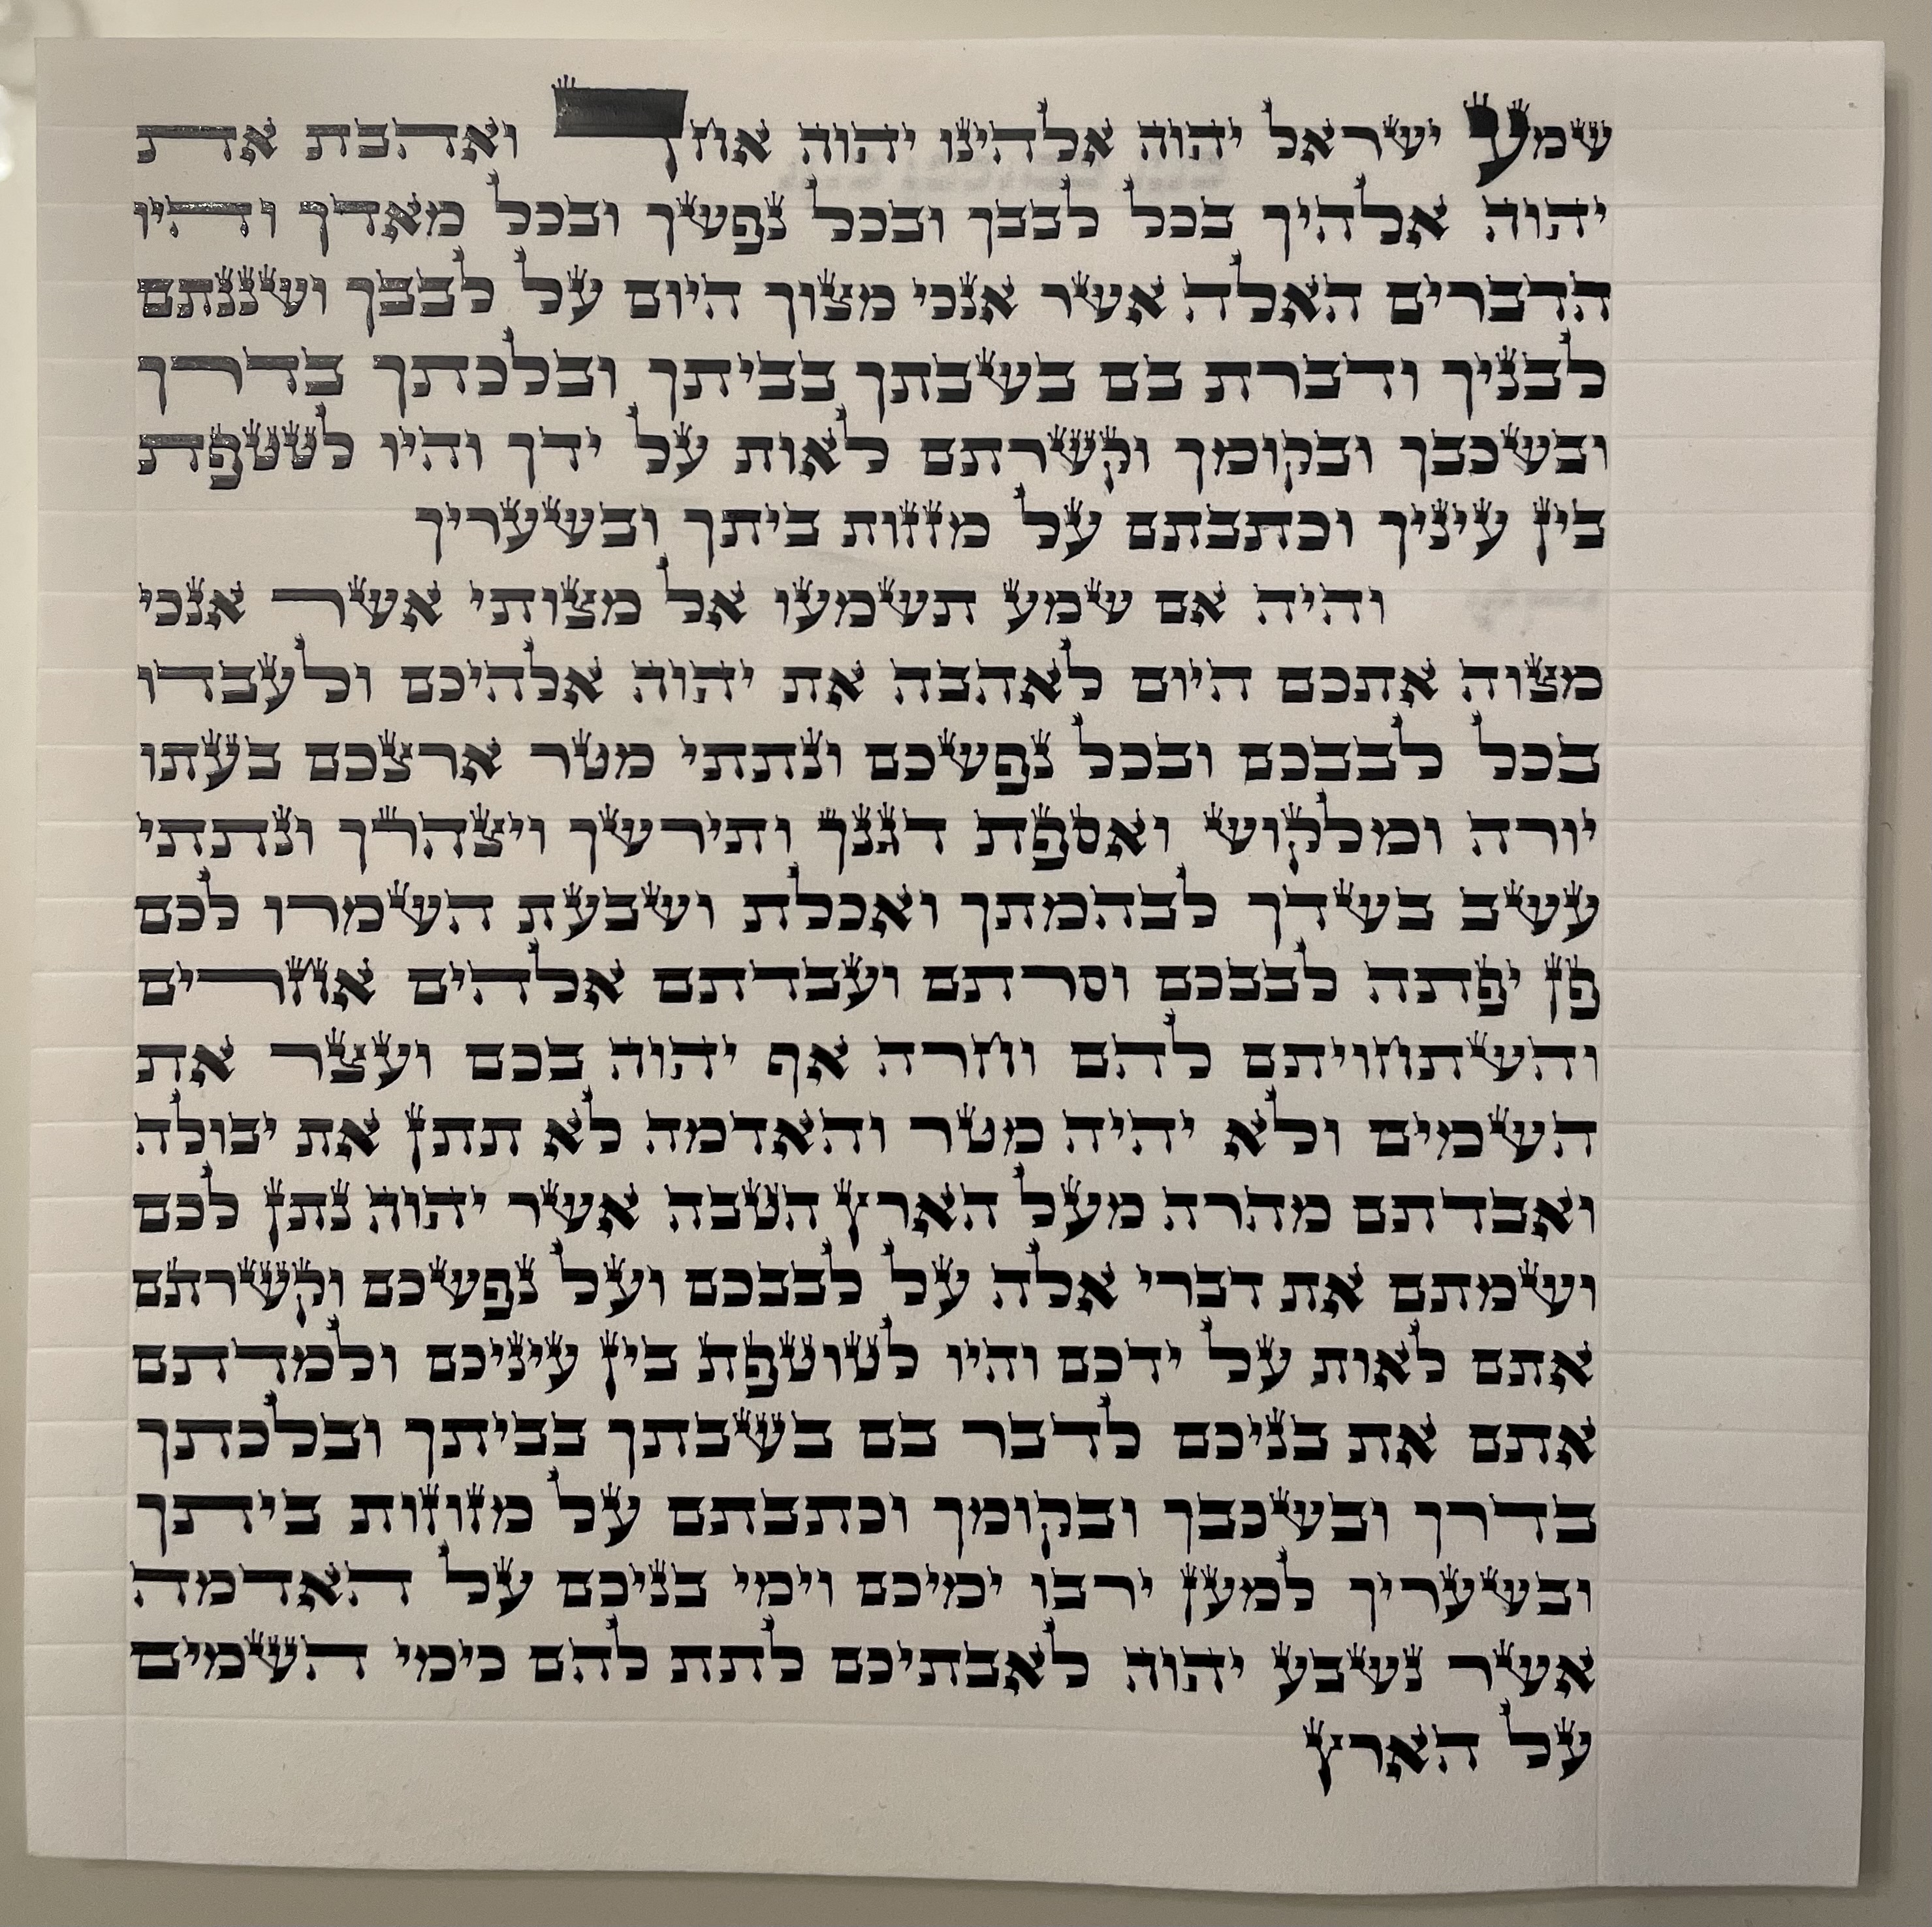 שמע ישראל יהוה אלהינו יהוה אחד ואהבת את
יהוה אלהיך בכל לבבך ובכל נפשך ובכל מאדך והיו
הדברים האלה אשר אנכי מצוך היום על לבבך ושננתם
לבניך ודברת בם בשבתך בביתך ובלכתך בדרך
ובשכבך ובקומך וקשרתם לאות על ידך והיו לטטפת
בין עיניך וכתבתם על מזזות ביתך ובשעריך
והיה אם שמע תשמעו אל מצותי אשר אנכי
מצוה אתכם היום לאהבה את יהוה אלהיכם ולעבדו
בכל לבבכם ובכל נפשכם ונתתי מטר ארצכם בעתו
יורה ומלקוש ואספת דגנך ותירשך ויצהרך ונתתי
עשב בשדך לבהמתך ואכלת ושבעת השמרו לכם
פן יפתה לבבכם וסרתם ועבדתם אלהים אחרים
והשתחויתם להם וחרה אף יהוה בכם ועצר את
השמים ולא יהיה מטר והאדמה לא תתן את יבולה
ואבדתם מהרה מעל הארץ הטבה אשר יהוה נתן לכם
ושמתם את דברי אלה על לבבכם ועל נפשכם וקשרתם
אתם לאות על ידכם והיו לטוטפת בין עיניכם ולמדתם
אתם את בניכם לדבר בם בשבתך בביתך ובלכתך
בדרך ובשכבך ובקומך וכתבתם על מזוזות ביתך
ובשעריך למען ירבו ימיכם וימי בניכם על האדמה
אשר נשבע יהוה לאבתיכם לתת להם כימי השמים
על הארץ